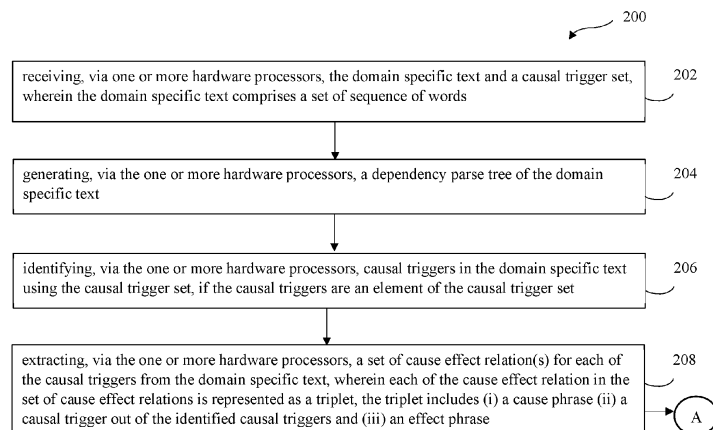 200
receiving, via one or more hardware processors, the domain specific text and a causal trigger set,
wherein the domain specific text comprises a set of sequence of words
202
generating, via the one or more hardware processors, a dependency parse tree of the domain
specific text
204
identifying, via the one or more hardware processors, causal triggers in the domain specific text
using the causal trigger set, if the causal triggers are an element of the causal trigger set
206
extracting, via the one or more hardware processors, a set of cause effect relation(s) for each of
the causal triggers from the domain specific text, wherein each of the cause effect relation in the
set of cause effect relations is represented as a triplet, the triplet includes (i) a cause phrase (ii) a
causal trigger out of the identified causal triggers and (iii) an effect phrase
208
A